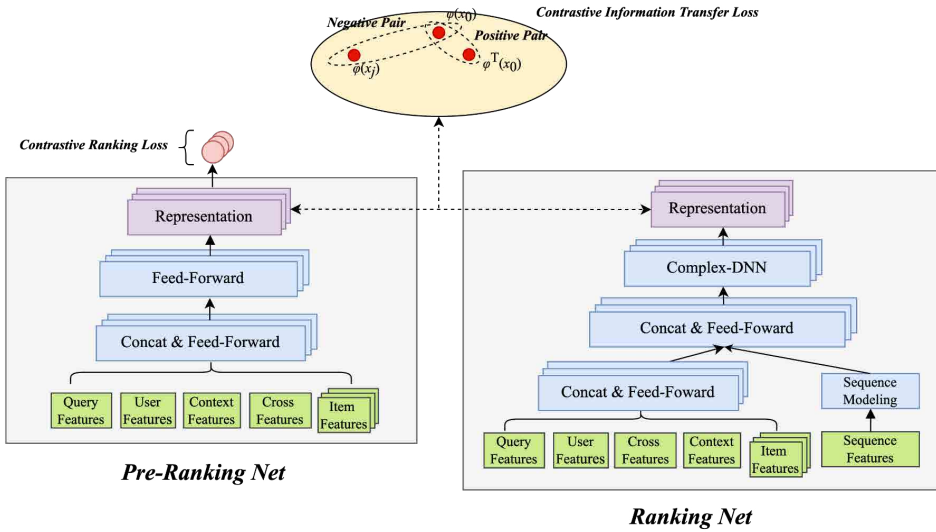 Contrastive Information Transfer Loss
Negative Pair
φ(x0)
Positive Pair
φ(xj)
φT(x0)
Contrastive Ranking Loss
Representation
Feed-Forward
Concat & Feed-Forward
Query
Features
User
Features
Context
Features
Cross
Features
Item
Features
Pre-Ranking Net
Representation
Complex-DNN
Concat & Feed-Foward
Concat & Feed-Foward
Sequence
Modeling
Query
Features
User
Features
Cross
Features
Context
Features
Item
Features
Sequence
Features
Ranking Net